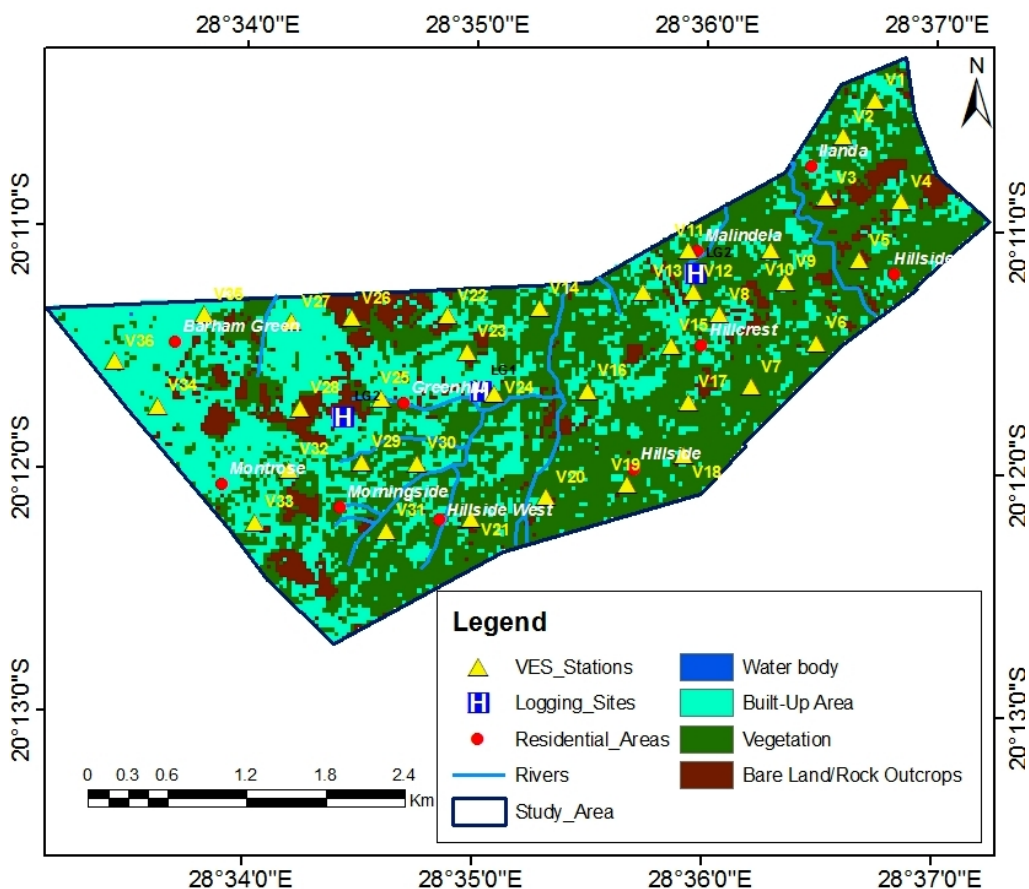 28°34'0"E 28°35'0"E 28°36'0"E 28°37'0"E
N
V1
V2
Ilanda
V3
V4
20°11'0"S
20°11'0"S
V11
Malindela
LG2
V5
Hillside
V9
V13
V12
V10
V14
V8
V35
V27
V26
V22
Barham Green
V15
Hillcrest
V6
V23
V36
LG1
V16
V7
V34
V28
LG2
V25
Greenhill
V24
V17
V32
V29
V30
Hillside
20°12'0"S
20°12'0"S
Montrose
V19
V18
V20
V33
Morningside
V31
Hillside West
V21
Legend
VES_Stations
Water body
H
Logging_Sites
Built-Up Area
Residential_Areas
Vegetation
Rivers
Bare Land/Rock Outcrops
Study_Area
20°13'0"S
20°13'0"S
0 0.3 0.6 1.2 1.8 2.4
Km
28°34'0"E 28°35'0"E 28°36'0"E 28°37'0"E